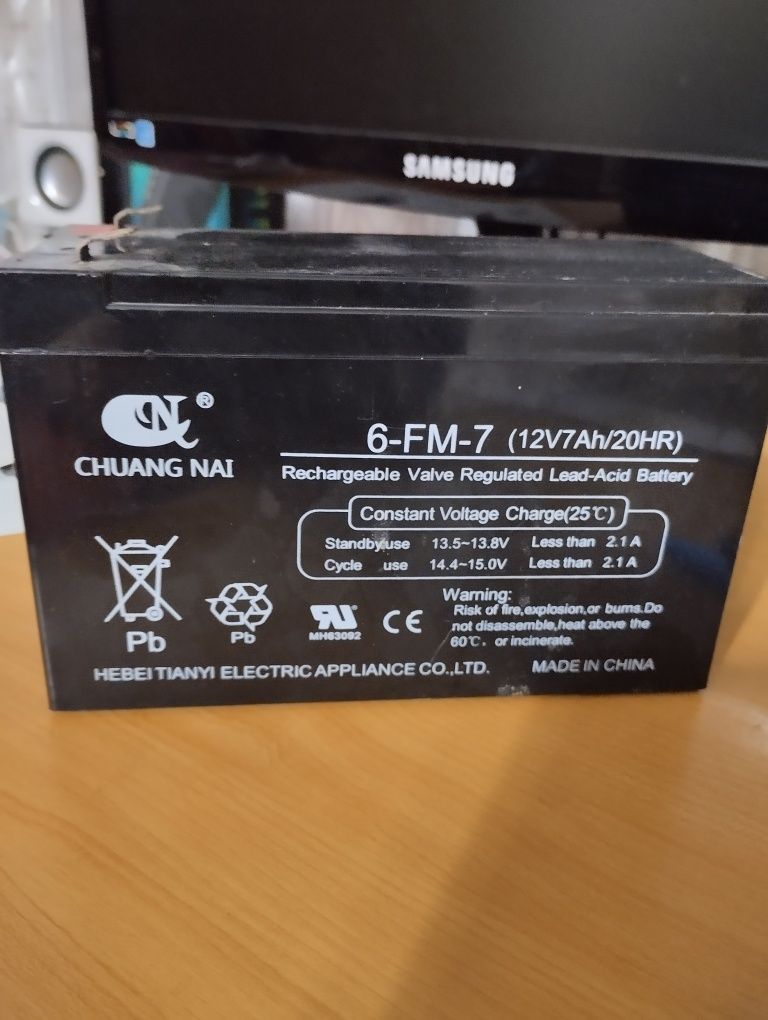 SAMSUNG
®
CHUANG NAI
6-FM-7 (12V7Ah/20HR)
Rechargeable Valve Regulated Lead-Acid Battery
Constant Voltage Charge(25℃)
Standby use 13.5~13.8V Less than 2.1A
Cycle use 14.4~15.0V Less than 2.1A
Pb
Pb
MH63092
CE
Warning:
Risk of fire,explosion,or burns.Do
not disassemble,heat above the
60℃, or incinerate.
HEBEI TIANYI ELECTRIC APPLIANCE CO.,LTD. MADE IN CHINA